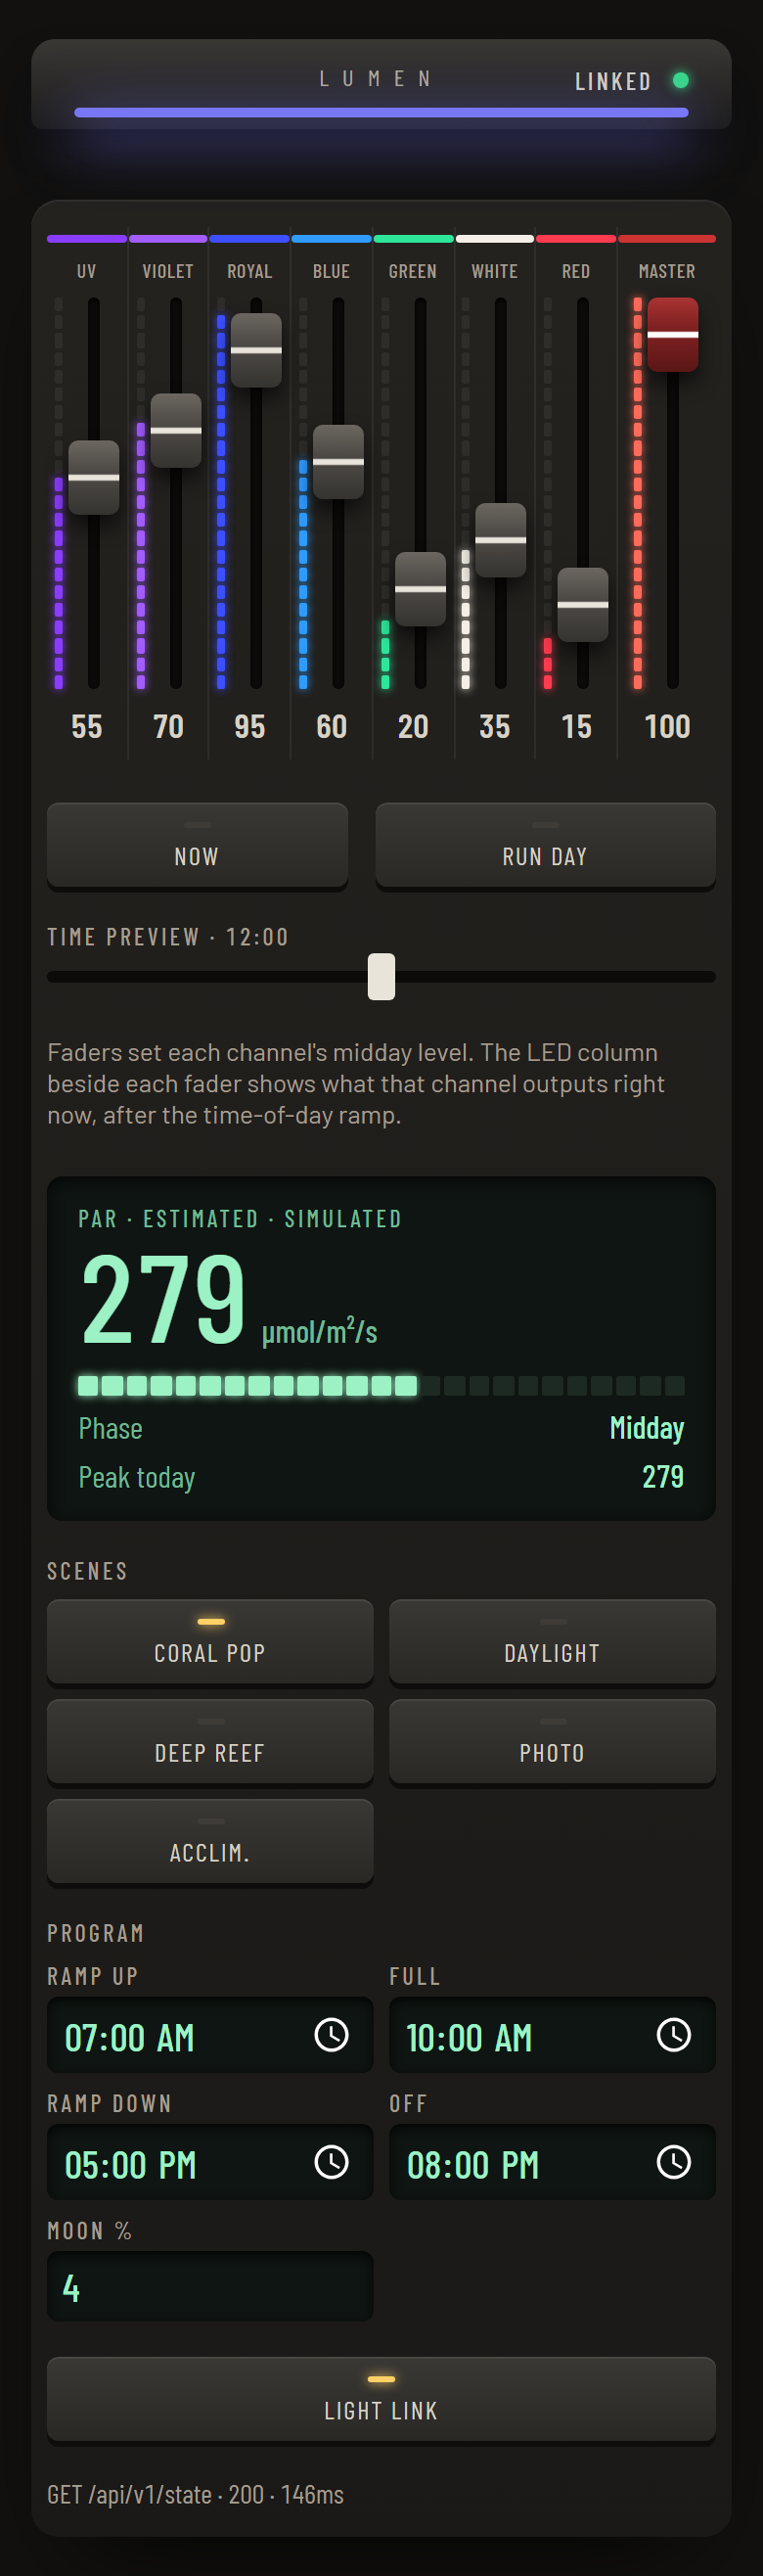 LUMEN
LINKED
UV VIOLET ROYAL BLUE GREEN WHITE RED MASTER
55 70 95 60 20 35 15 100
NOW RUN DAY
TIME PREVIEW · 12:00
Faders set each channel's midday level. The LED column
beside each fader shows what that channel outputs right
now, after the time-of-day ramp.
PAR · ESTIMATED · SIMULATED
279 µmol/m²/s
Phase Midday
Peak today 279
SCENES
CORAL POP DAYLIGHT
DEEP REEF PHOTO
ACCLIM.
PROGRAM
RAMP UP FULL
07:00 AM 10:00 AM
RAMP DOWN OFF
05:00 PM 08:00 PM
MOON %
4
LIGHT LINK
GET /api/v1/state · 200 · 146ms